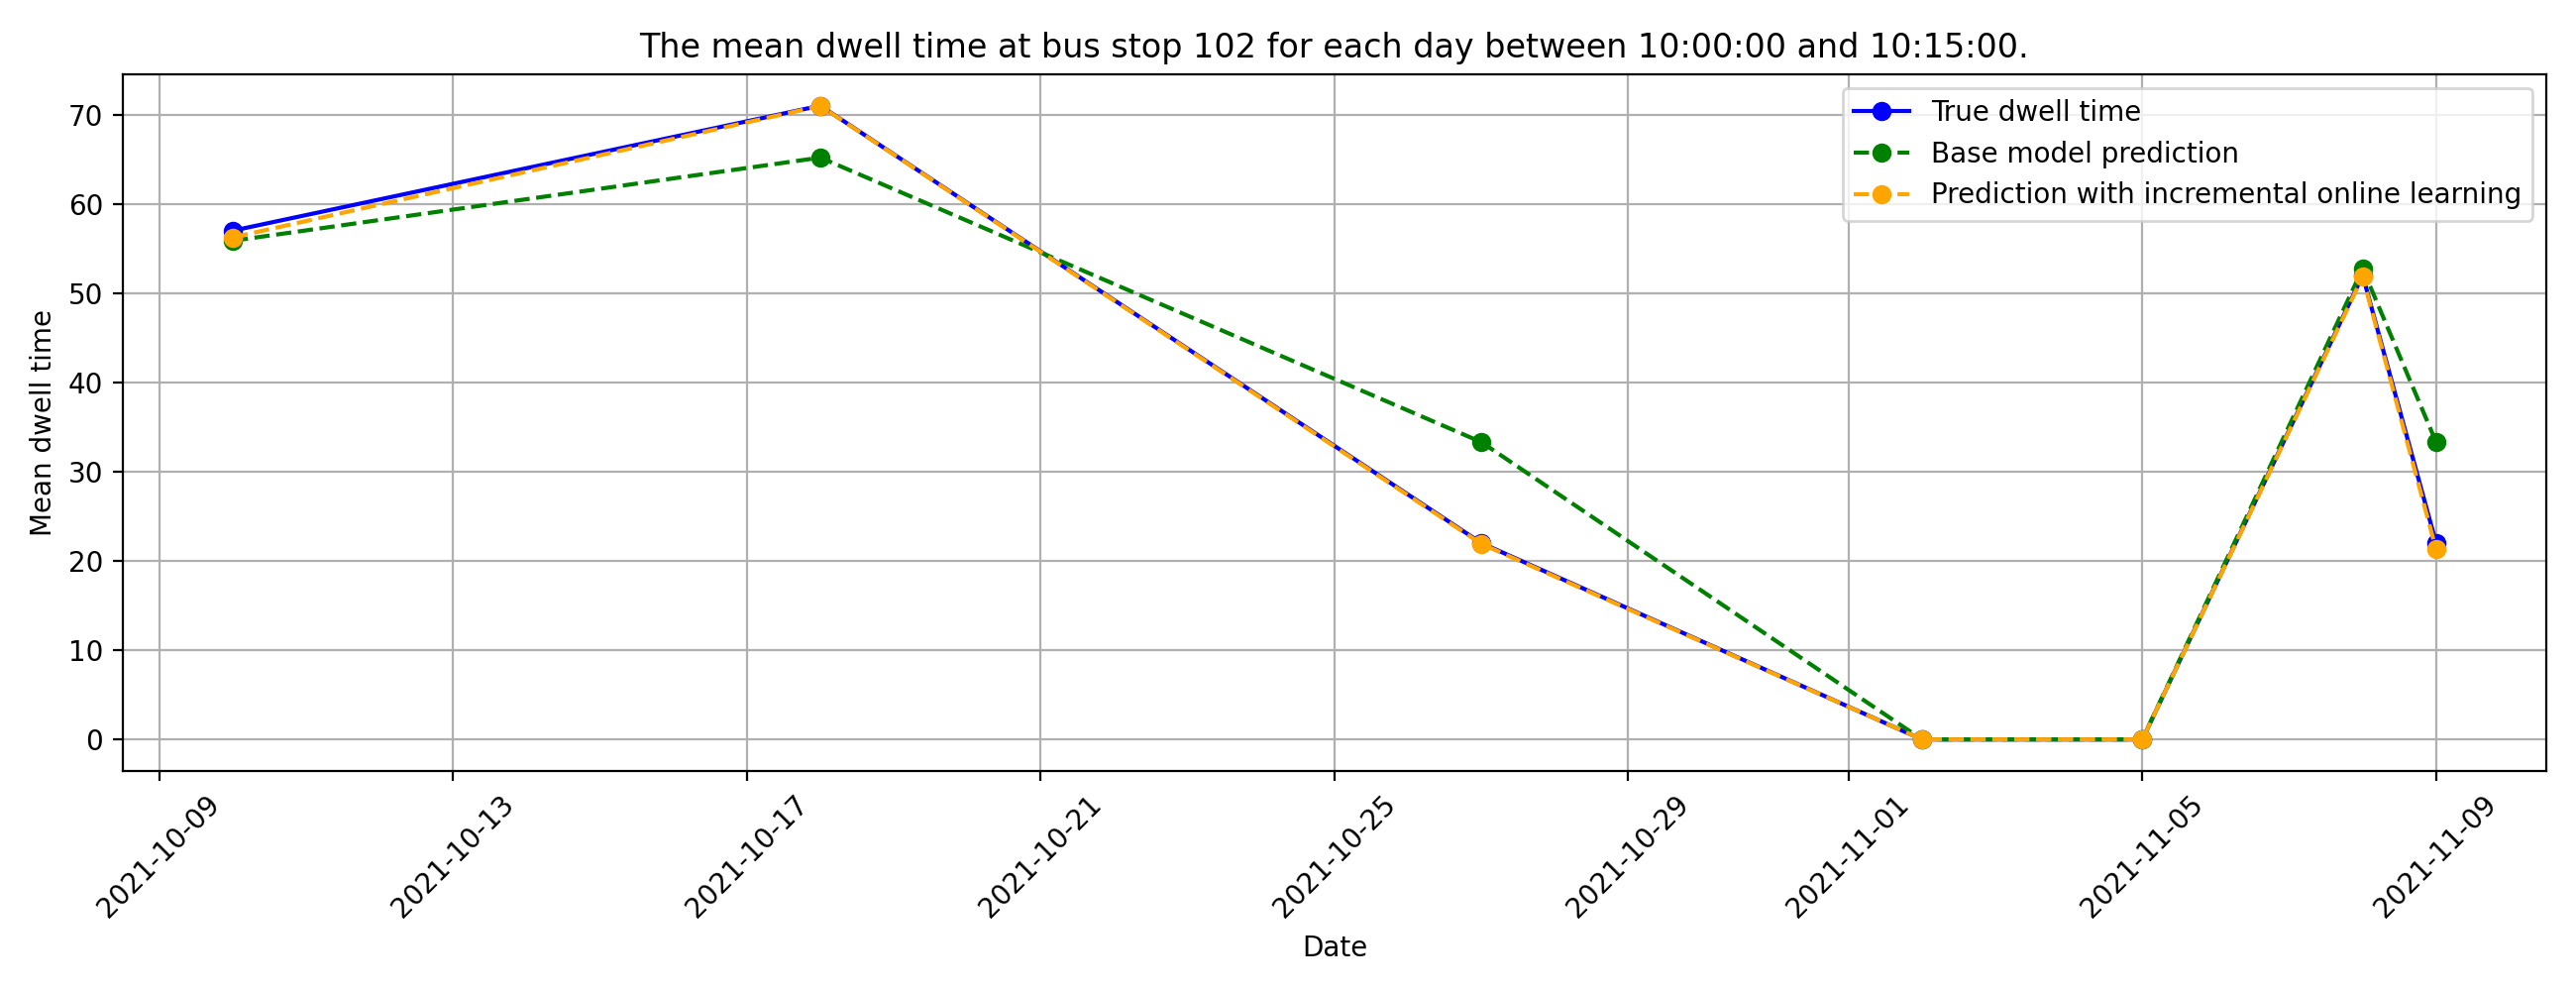 The mean dwell time at bus stop 102 for each day between 10:00:00 and 10:15:00.
True dwell time
Base model prediction
Prediction with incremental online learning
Mean dwell time
70
60
50
40
30
20
10
0
2021-10-09
2021-10-13
2021-10-17
2021-10-21
2021-10-25
2021-10-29
2021-11-01
2021-11-05
2021-11-09
Date